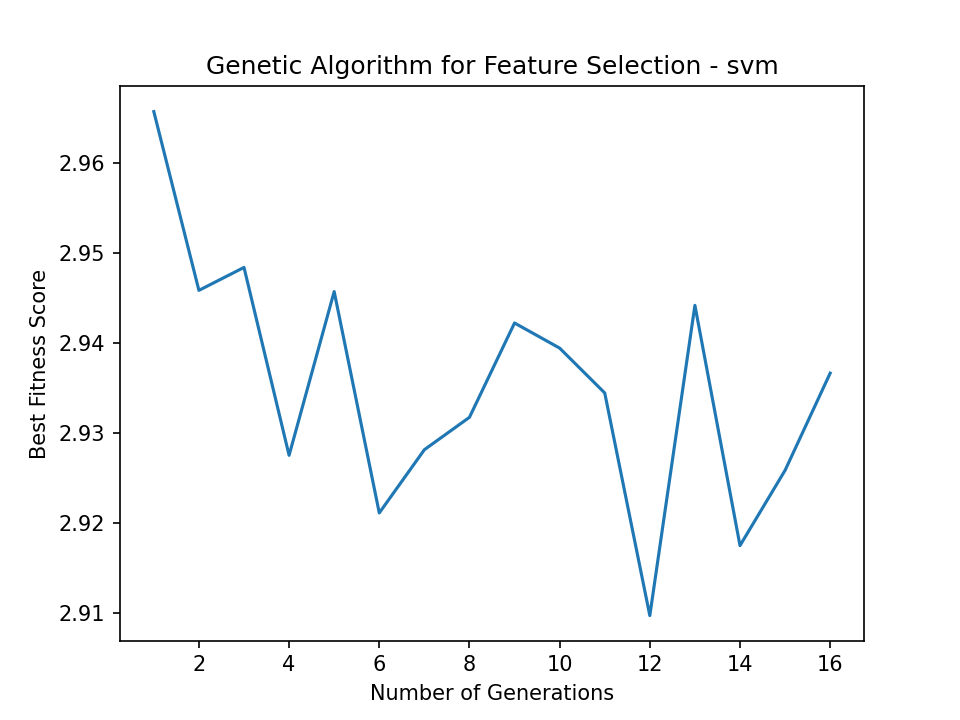 Genetic Algorithm for Feature Selection - svm
Best Fitness Score
2.96
2.95
2.94
2.93
2.92
2.91
2 4 6 8 10 12 14 16
Number of Generations